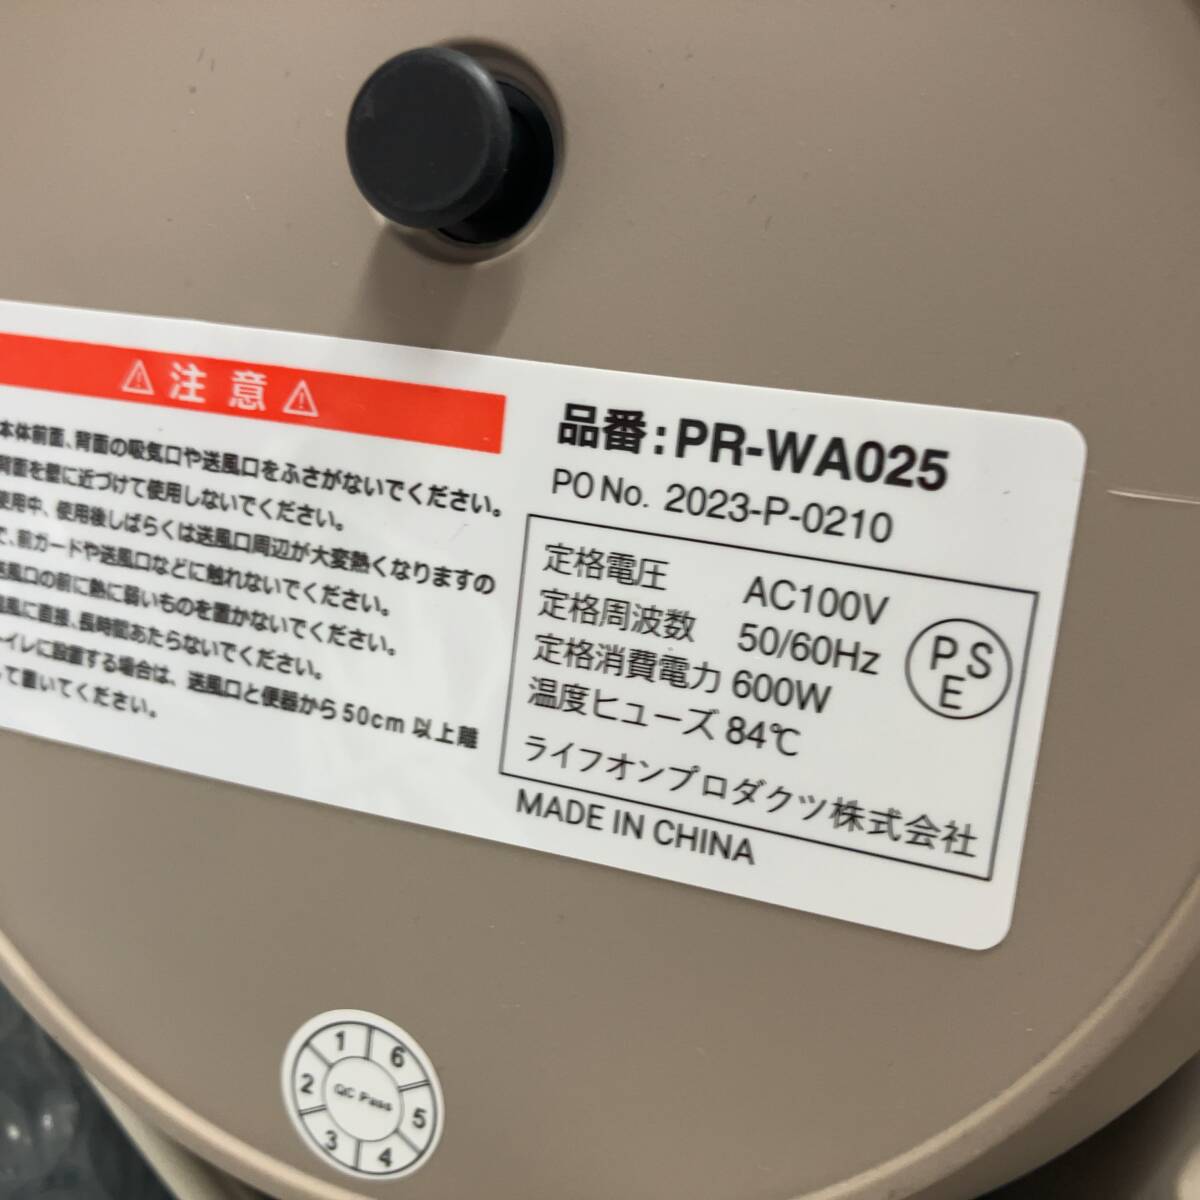 ⚠注意⚠
本体前面、背面の吸気口や送風口をふさがないでください。
背面を壁に近づけて使用しないでください。
使用中、使用後しばらくは送風口周辺が大変熱くなりますの
で、前ガードや送風口などに触れないでください。
送風口の前に熱に弱いものを置かないでください。
温風に直接、長時間あたらないでください。
トイレに設置する場合は、送風口と便器から50cm以上離
して置いてください。
品番:PR-WA025
PO No. 2023-P-0210
定格電圧 AC100V
定格周波数 50/60Hz
定格消費電力 600W
温度ヒューズ 84℃
PSE
ライフオンプロダクツ株式会社
MADE IN CHINA
QC Pass
1
2
3
4
5
6